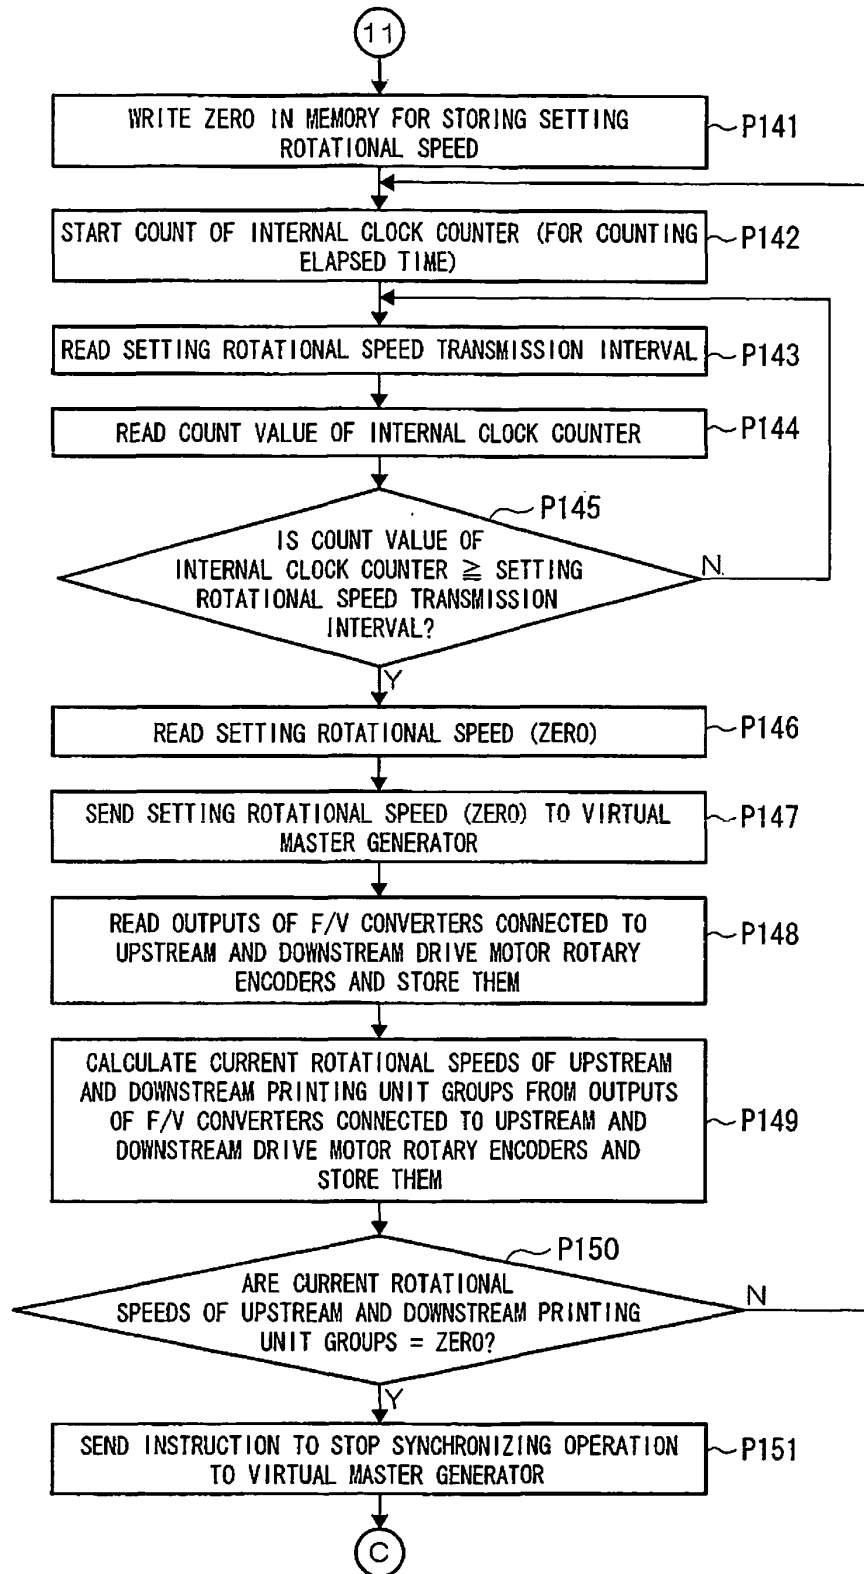 11
WRITE ZERO IN MEMORY FOR STORING SETTING
ROTATIONAL SPEED
P141
START COUNT OF INTERNAL CLOCK COUNTER (FOR COUNTING
ELAPSED TIME)
P142
READ SETTING ROTATIONAL SPEED TRANSMISSION INTERVAL
P143
READ COUNT VALUE OF INTERNAL CLOCK COUNTER
P144
P145
IS COUNT VALUE OF
INTERNAL CLOCK COUNTER ≧ SETTING
ROTATIONAL SPEED TRANSMISSION
INTERVAL?
N
Y
READ SETTING ROTATIONAL SPEED (ZERO)
P146
SEND SETTING ROTATIONAL SPEED (ZERO) TO VIRTUAL
MASTER GENERATOR
P147
READ OUTPUTS OF F/V CONVERTERS CONNECTED TO
UPSTREAM AND DOWNSTREAM DRIVE MOTOR ROTARY
ENCODERS AND STORE THEM
P148
CALCULATE CURRENT ROTATIONAL SPEEDS OF UPSTREAM
AND DOWNSTREAM PRINTING UNIT GROUPS FROM OUTPUTS
OF F/V CONVERTERS CONNECTED TO UPSTREAM AND
DOWNSTREAM DRIVE MOTOR ROTARY ENCODERS AND
STORE THEM
P149
P150
ARE CURRENT ROTATIONAL
SPEEDS OF UPSTREAM AND DOWNSTREAM PRINTING
UNIT GROUPS = ZERO?
N
Y
SEND INSTRUCTION TO STOP SYNCHRONIZING OPERATION
TO VIRTUAL MASTER GENERATOR
P151
C